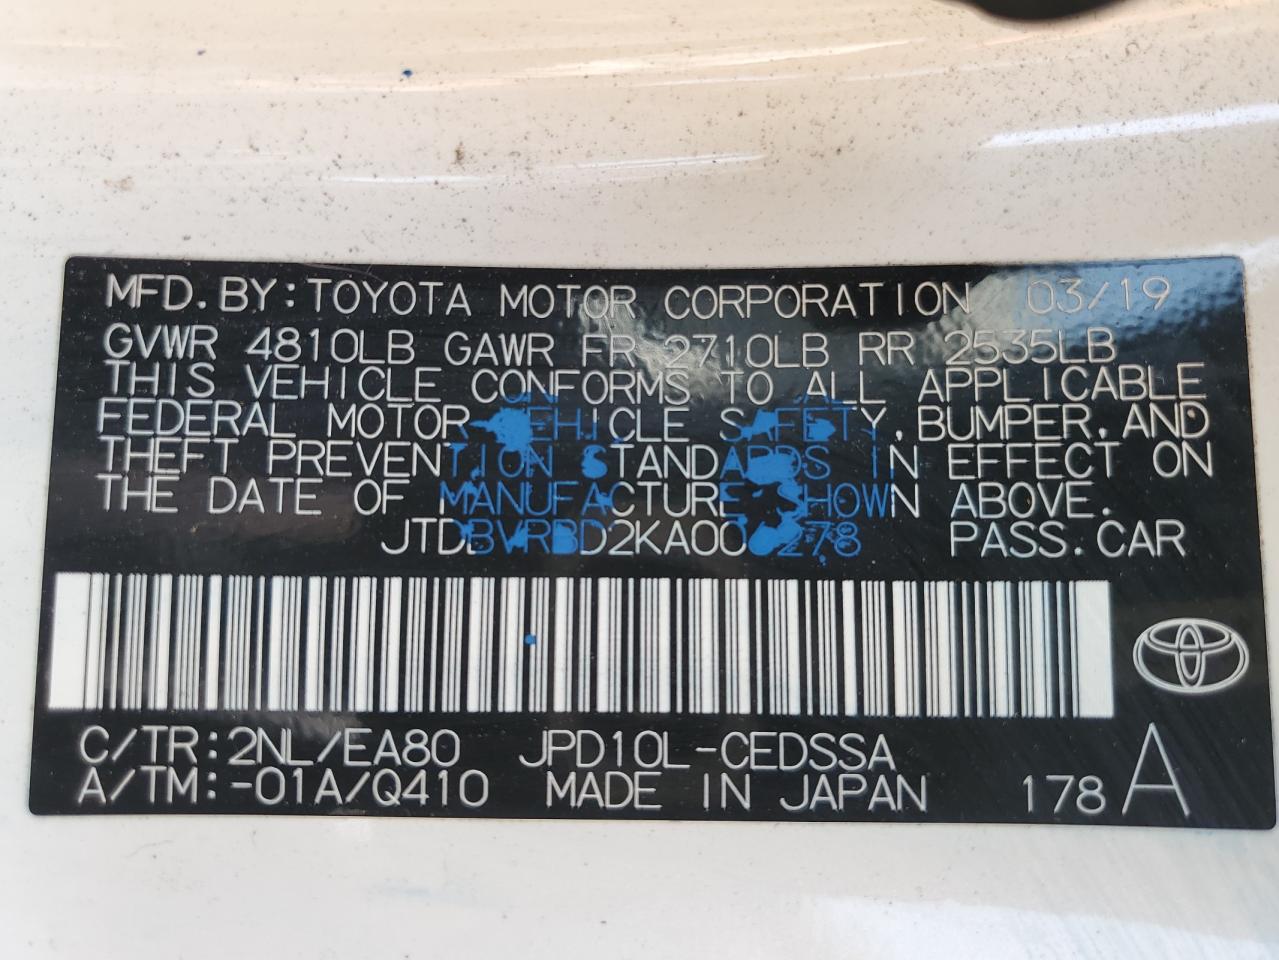 MFD. BY: TOYOTA MOTOR CORPORATION 03/19
GVWR 4810LB GAWR FR 2710LB RR 2535LB
THIS VEHICLE CONFORMS TO ALL APPLICABLE
FEDERAL MOTOR VEHICLE SAFETY, BUMPER, AND
THEFT PREVENTION STANDARDS IN EFFECT ON
THE DATE OF MANUFACTURE SHOWN ABOVE.
PASS. CAR
C/TR: 2NL/EA80 JPD10L-CEDSSA
A/TM: -01A/Q410 MADE IN JAPAN 178 A